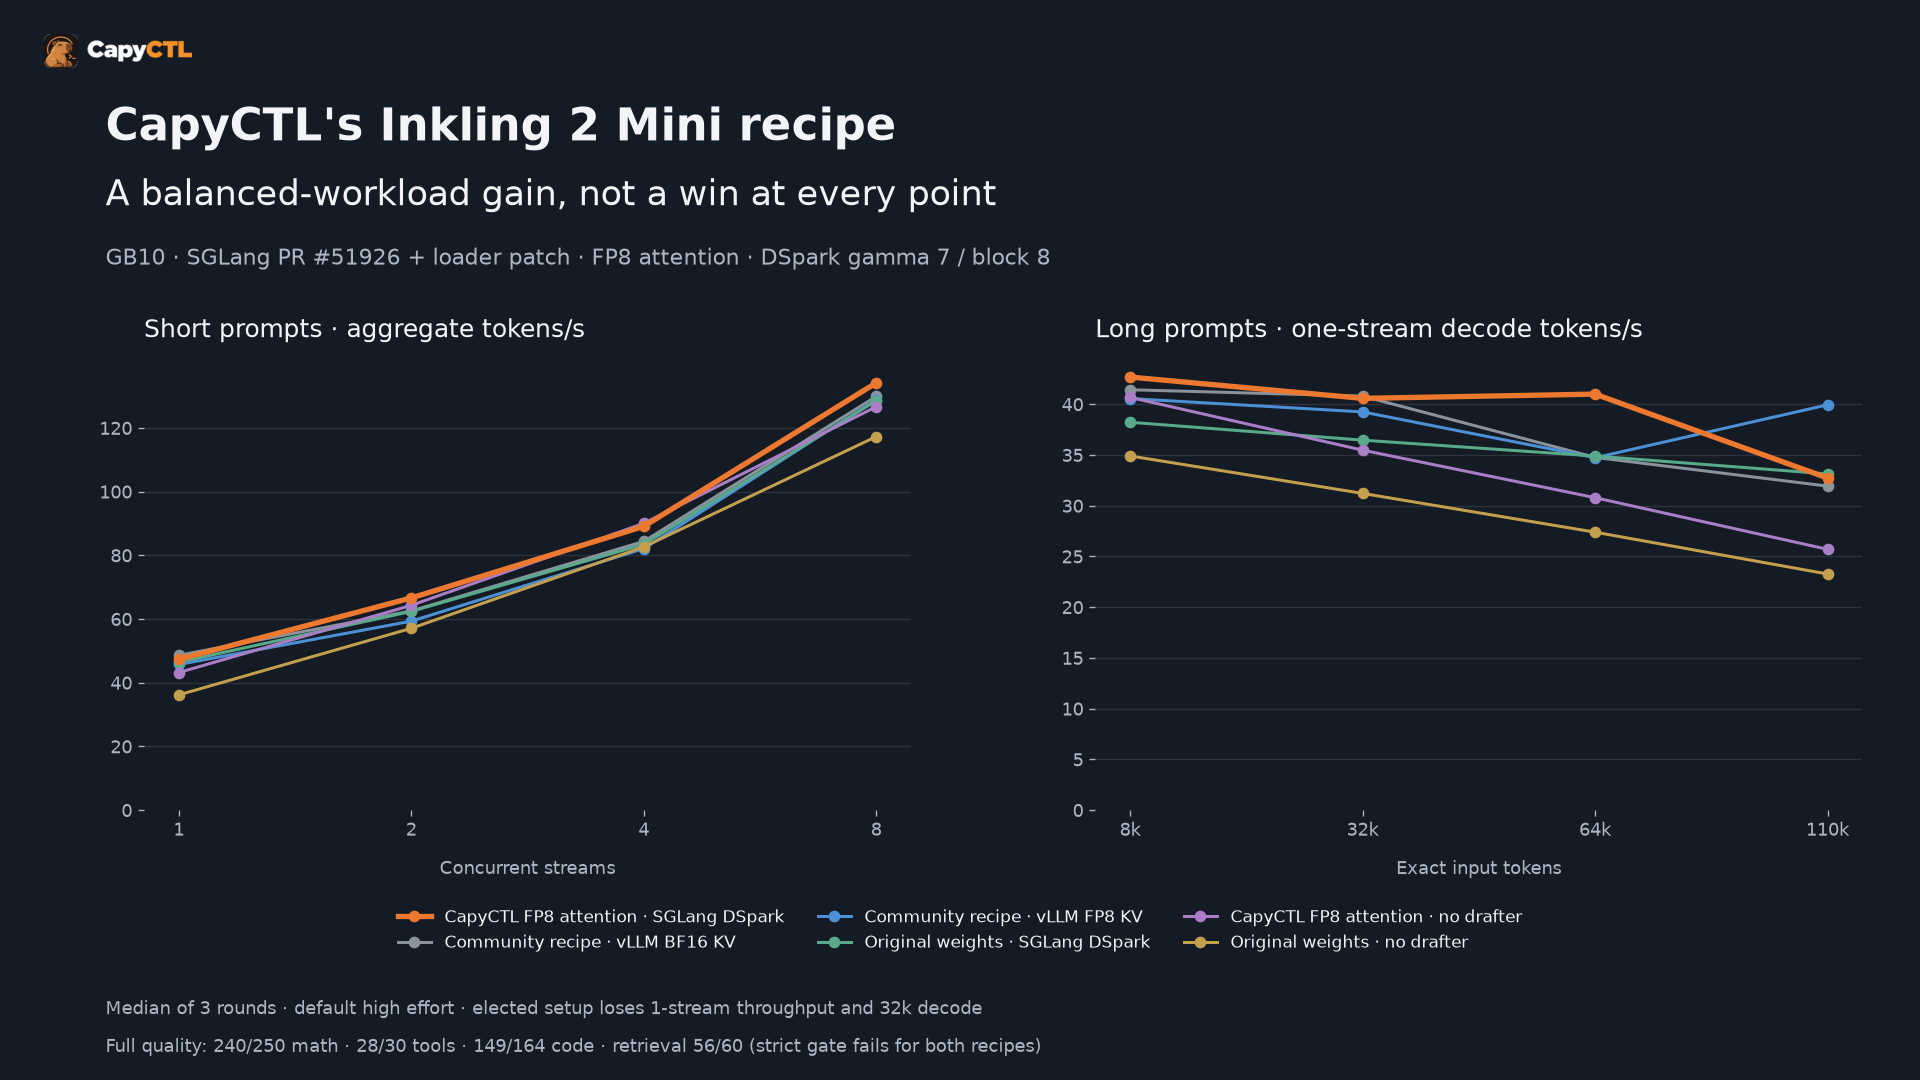 CapyCTL
CapyCTL's Inkling 2 Mini recipe
A balanced-workload gain, not a win at every point
GB10 · SGLang PR #51926 + loader patch · FP8 attention · DSpark gamma 7 / block 8
Short prompts · aggregate tokens/s
120
100
80
60
40
20
0
1 2 4 8
Concurrent streams
Long prompts · one-stream decode tokens/s
40
35
30
25
20
15
10
5
0
8k 32k 64k 110k
Exact input tokens
CapyCTL FP8 attention · SGLang DSpark
Community recipe · vLLM BF16 KV
Community recipe · vLLM FP8 KV
Original weights · SGLang DSpark
CapyCTL FP8 attention · no drafter
Original weights · no drafter
Median of 3 rounds · default high effort · elected setup loses 1-stream throughput and 32k decode
Full quality: 240/250 math · 28/30 tools · 149/164 code · retrieval 56/60 (strict gate fails for both recipes)